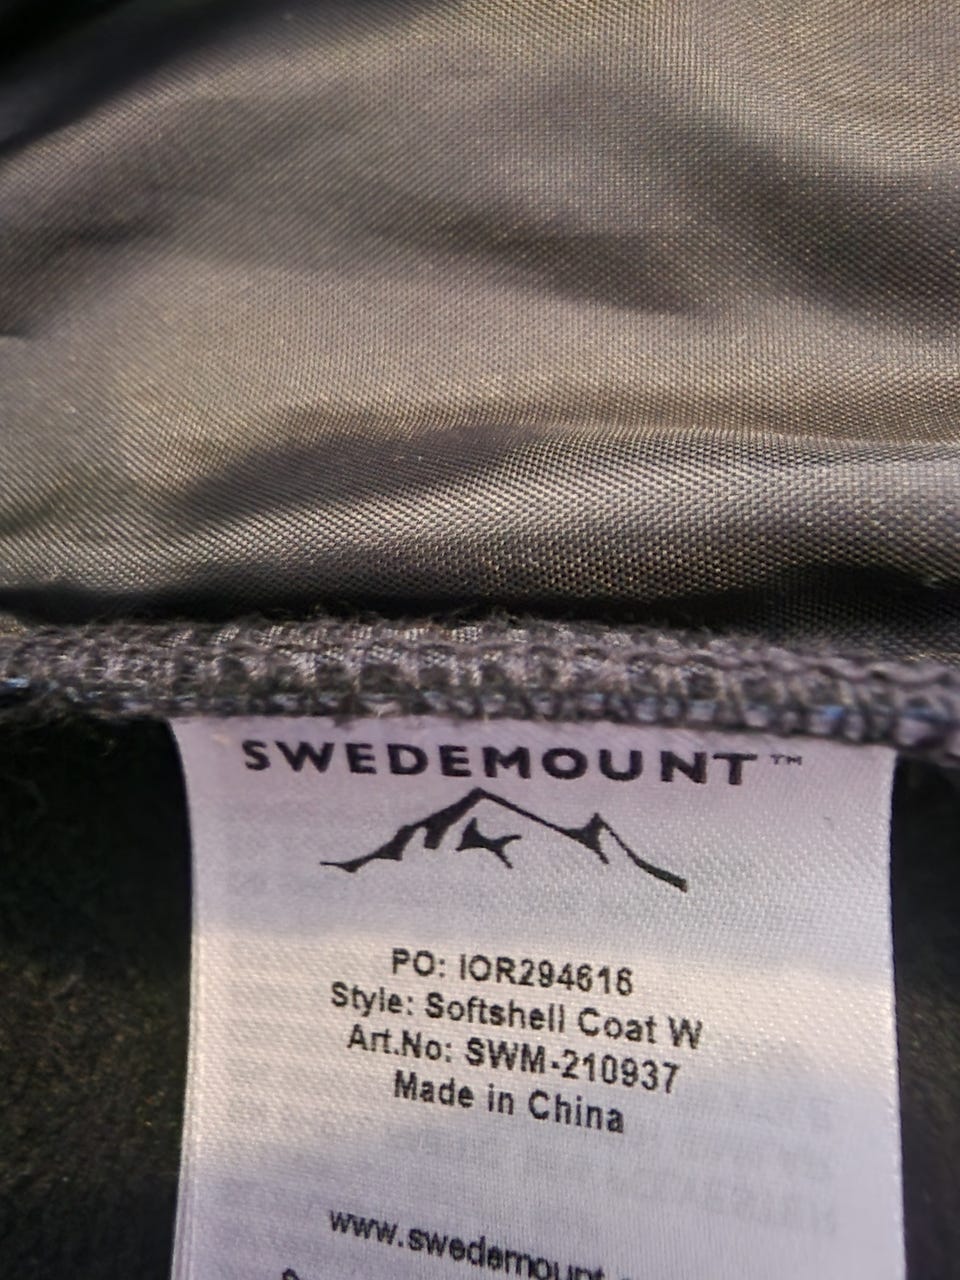 SWEDEMOUNT™
PO: IOR294616
Style: Softshell Coat W
Art.No: SWM-210937
Made in China
www.swedemount